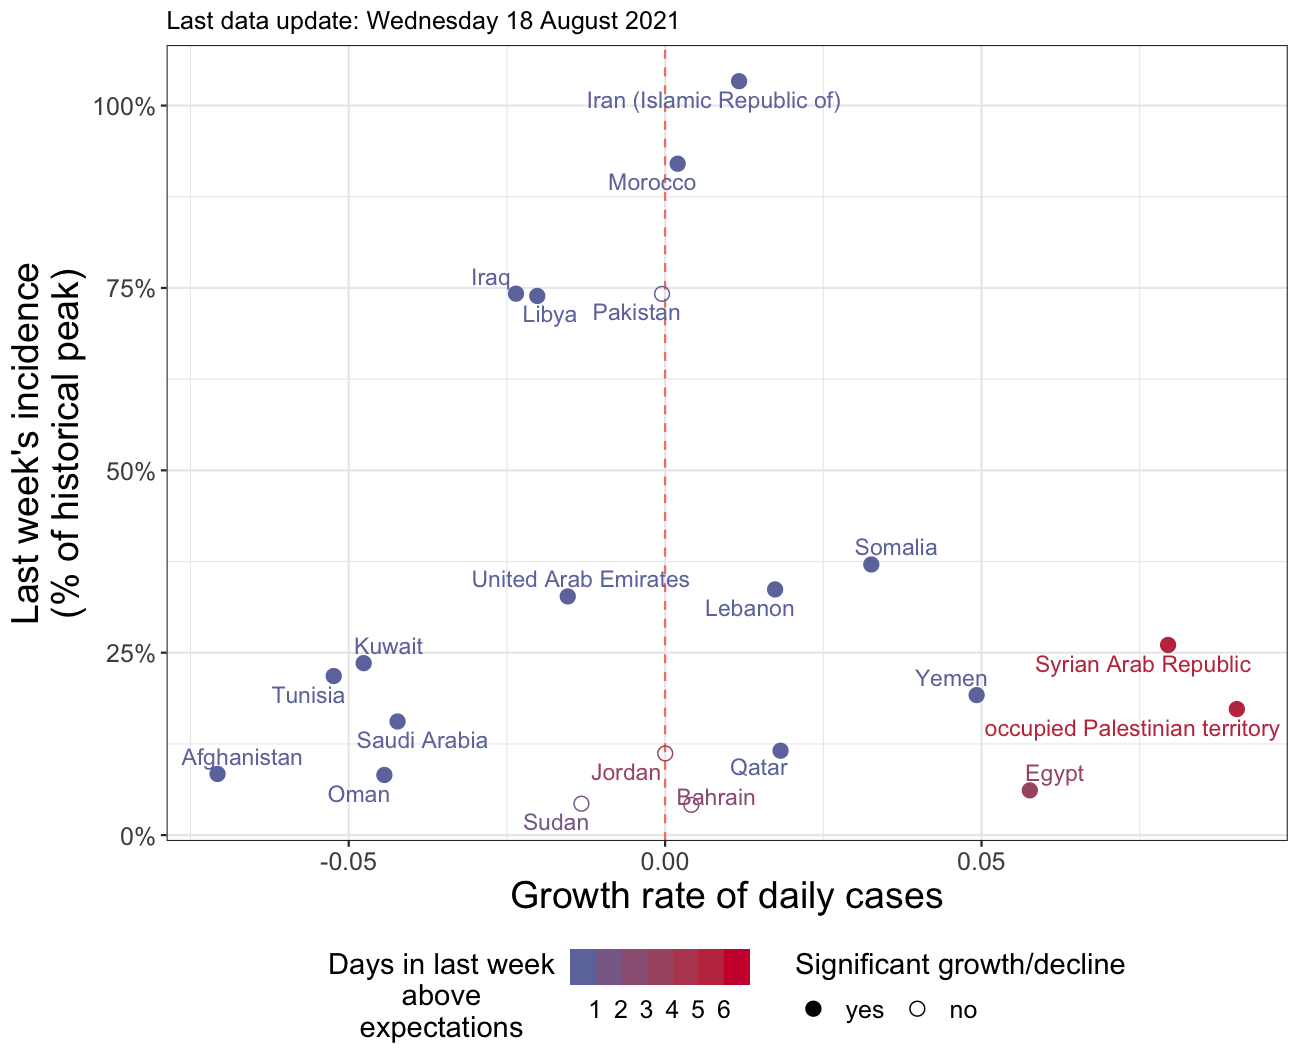 Last data update: Wednesday 18 August 2021
Last week's incidence
(% of historical peak)
100%
75%
50%
25%
0%
Iran (Islamic Republic of)
Morocco
Iraq
Libya
Pakistan
Somalia
United Arab Emirates
Lebanon
Kuwait
Tunisia
Syrian Arab Republic
Yemen
occupied Palestinian territory
Saudi Arabia
Afghanistan
Qatar
Jordan
Egypt
Oman
Bahrain
Sudan
-0.05 0.00 0.05
Growth rate of daily cases
Days in last week
above
expectations
1 2 3 4 5 6
Significant growth/decline
yes no